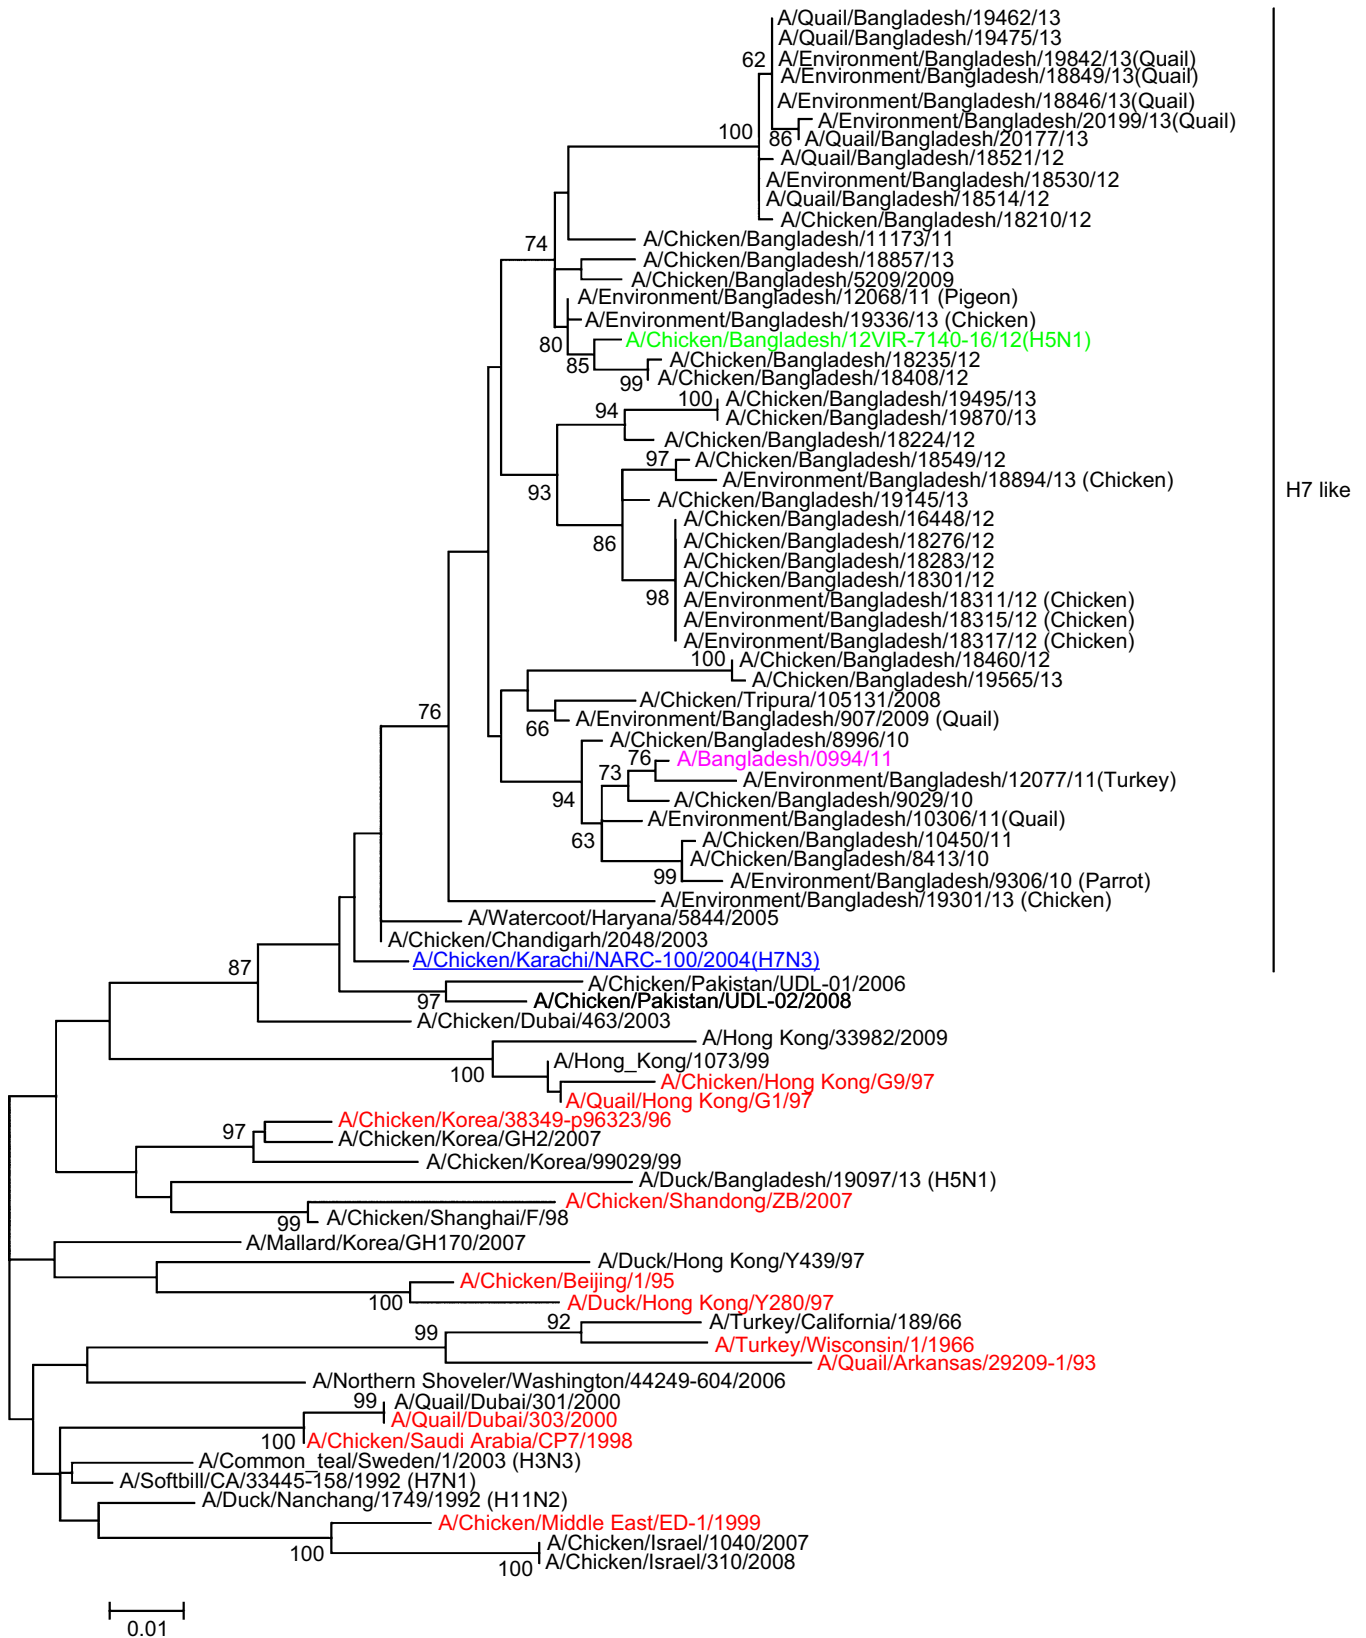 A/Quail/Bangladesh/19462/13
A/Quail/Bangladesh/19475/13
62
A/Environment/Bangladesh/19842/13(Quail)
A/Environment/Bangladesh/18849/13(Quail)
A/Environment/Bangladesh/18846/13(Quail)
A/Environment/Bangladesh/20199/13(Quail)
100
86
A/Quail/Bangladesh/20177/13
A/Quail/Bangladesh/18521/12
A/Environment/Bangladesh/18530/12
A/Quail/Bangladesh/18514/12
A/Chicken/Bangladesh/18210/12
74
A/Chicken/Bangladesh/11173/11
A/Chicken/Bangladesh/18857/13
A/Chicken/Bangladesh/5209/2009
A/Environment/Bangladesh/12068/11 (Pigeon)
A/Environment/Bangladesh/19336/13 (Chicken)
80
A/Chicken/Bangladesh/12VIR-7140-16/12(H5N1)
85
A/Chicken/Bangladesh/18235/12
99
A/Chicken/Bangladesh/18408/12
100
A/Chicken/Bangladesh/19495/13
94
A/Chicken/Bangladesh/19870/13
A/Chicken/Bangladesh/18224/12
97
A/Chicken/Bangladesh/18549/12
A/Environment/Bangladesh/18894/13 (Chicken)
H7 like
93
A/Chicken/Bangladesh/19145/13
A/Chicken/Bangladesh/16448/12
86
A/Chicken/Bangladesh/18276/12
A/Chicken/Bangladesh/18283/12
A/Chicken/Bangladesh/18301/12
98
A/Environment/Bangladesh/18311/12 (Chicken)
A/Environment/Bangladesh/18315/12 (Chicken)
A/Environment/Bangladesh/18317/12 (Chicken)
100
A/Chicken/Bangladesh/18460/12
A/Chicken/Bangladesh/19565/13
A/Chicken/Tripura/105131/2008
76
66
A/Environment/Bangladesh/907/2009 (Quail)
A/Chicken/Bangladesh/8996/10
76
A/Bangladesh/0994/11
73
A/Environment/Bangladesh/12077/11(Turkey)
94
A/Chicken/Bangladesh/9029/10
A/Environment/Bangladesh/10306/11(Quail)
63
A/Chicken/Bangladesh/10450/11
A/Chicken/Bangladesh/8413/10
99
A/Environment/Bangladesh/9306/10 (Parrot)
A/Environment/Bangladesh/19301/13 (Chicken)
A/Watercoot/Haryana/5844/2005
A/Chicken/Chandigarh/2048/2003
87
A/Chicken/Karachi/NARC-100/2004(H7N3)
A/Chicken/Pakistan/UDL-01/2006
97
A/Chicken/Pakistan/UDL-02/2008
A/Chicken/Dubai/463/2003
A/Hong Kong/33982/2009
A/Hong_Kong/1073/99
100
A/Chicken/Hong Kong/G9/97
A/Quail/Hong Kong/G1/97
A/Chicken/Korea/38349-p96323/96
97
A/Chicken/Korea/GH2/2007
A/Chicken/Korea/99029/99
A/Duck/Bangladesh/19097/13 (H5N1)
A/Chicken/Shandong/ZB/2007
99
A/Chicken/Shanghai/F/98
A/Mallard/Korea/GH170/2007
A/Duck/Hong Kong/Y439/97
A/Chicken/Beijing/1/95
100
A/Duck/Hong Kong/Y280/97
92
A/Turkey/California/189/66
99
A/Turkey/Wisconsin/1/1966
A/Quail/Arkansas/29209-1/93
A/Northern Shoveler/Washington/44249-604/2006
99
A/Quail/Dubai/301/2000
A/Quail/Dubai/303/2000
100
A/Chicken/Saudi Arabia/CP7/1998
A/Common_teal/Sweden/1/2003 (H3N3)
A/Softbill/CA/33445-158/1992 (H7N1)
A/Duck/Nanchang/1749/1992 (H11N2)
A/Chicken/Middle East/ED-1/1999
100
A/Chicken/Israel/1040/2007
100
A/Chicken/Israel/310/2008
0.01